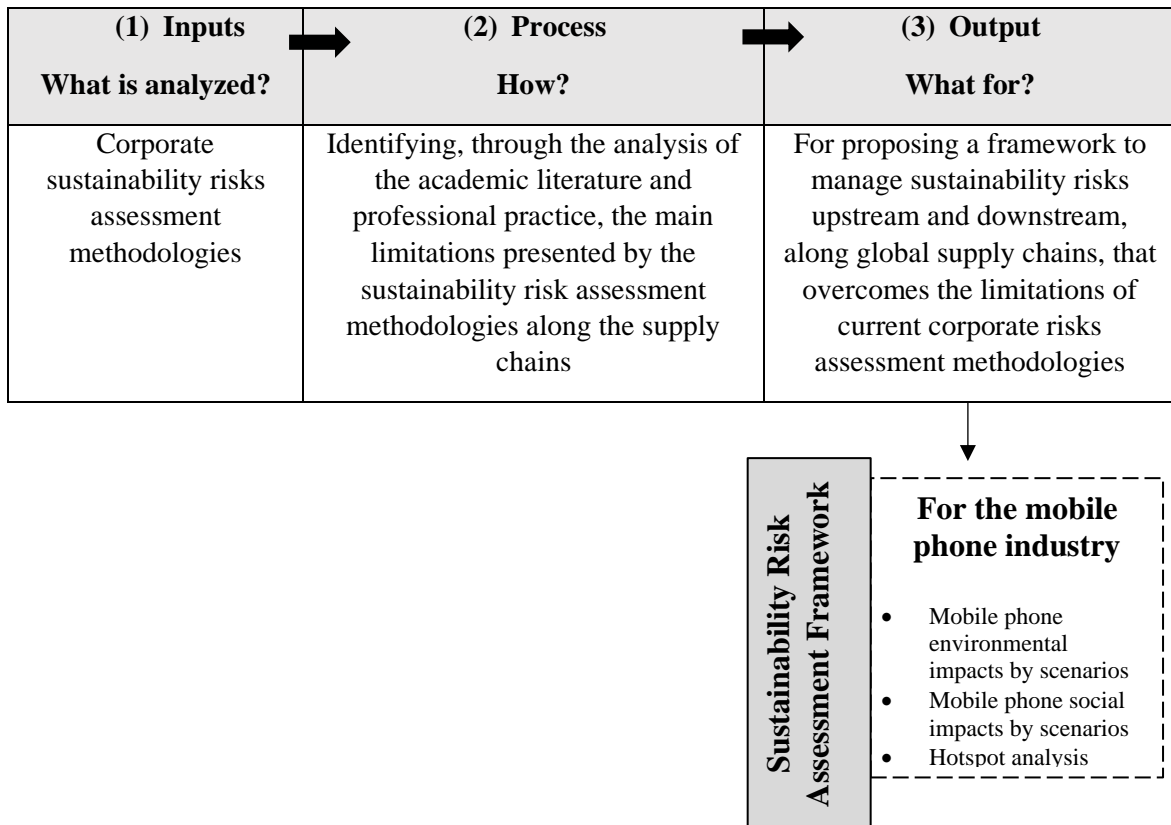 (1) Inputs
What is analyzed?
(2) Process
How?
(3) Output
What for?
Corporate
sustainability risks
assessment
methodologies
Identifying, through the analysis of
the academic literature and
professional practice, the main
limitations presented by the
sustainability risk assessment
methodologies along the supply
chains
For proposing a framework to
manage sustainability risks
upstream and downstream,
along global supply chains, that
overcomes the limitations of
current corporate risks
assessment methodologies
Sustainability Risk
Assessment Framework
For the mobile
phone industry
• Mobile phone
environmental
impacts by scenarios
• Mobile phone social
impacts by scenarios
• Hotspot analysis